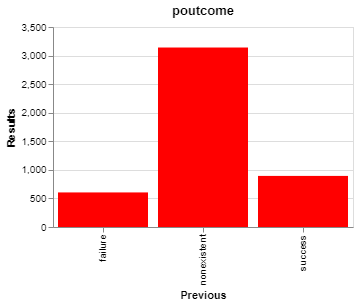 poutcome
3,500
3,000
2,500
2,000
1,500
1,000
500
0
Results
failure
nonexistent
success
Previous